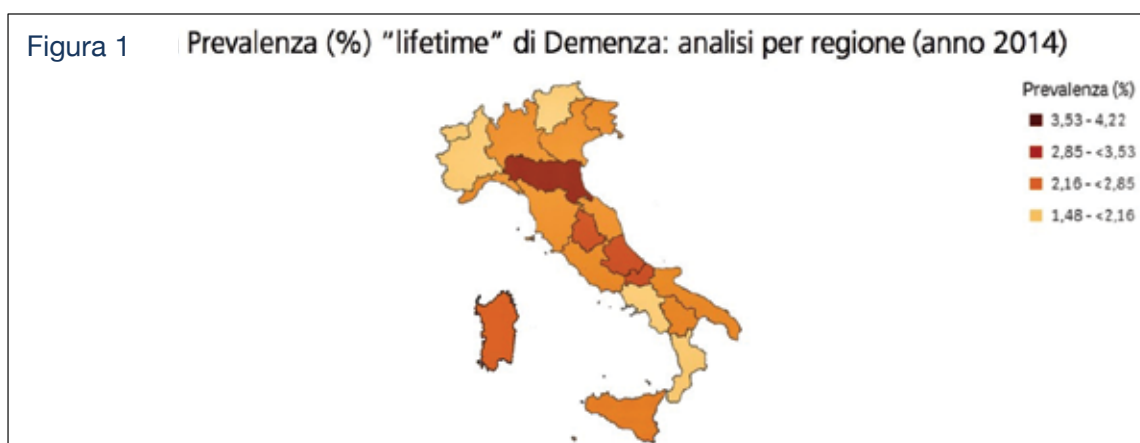 Figura 1
Prevalenza (%) "lifetime" di Demenza: analisi per regione (anno 2014)
Prevalenza (%)
3,53 - 4,22
2,85 - <3,53
2,16 - <2,85
1,48 - <2,16